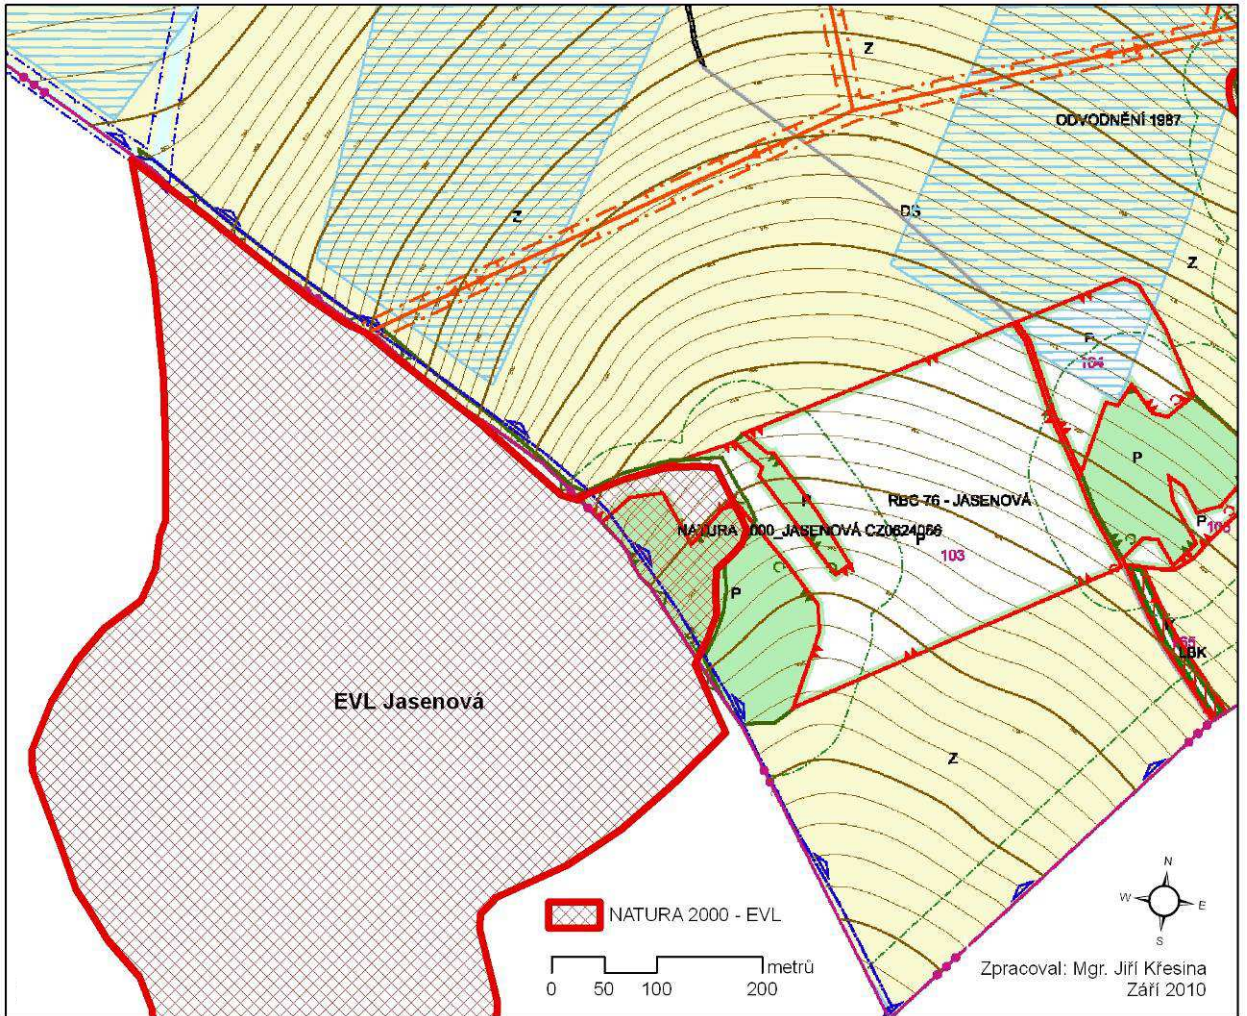 Z
ODVODNĚNÍ 1987
Z
DS
Z
P
104
P
P
RBC 76 - JASENOVÁ
P
103
NATURA 2000_JASENOVÁ CZ0624066
P
P
LBK
EVL Jasenová
Z
NATURA 2000 - EVL
metrů
0 50 100 200
N
W E
S
Zpracoval: Mgr. Jiří Křesina
Září 2010